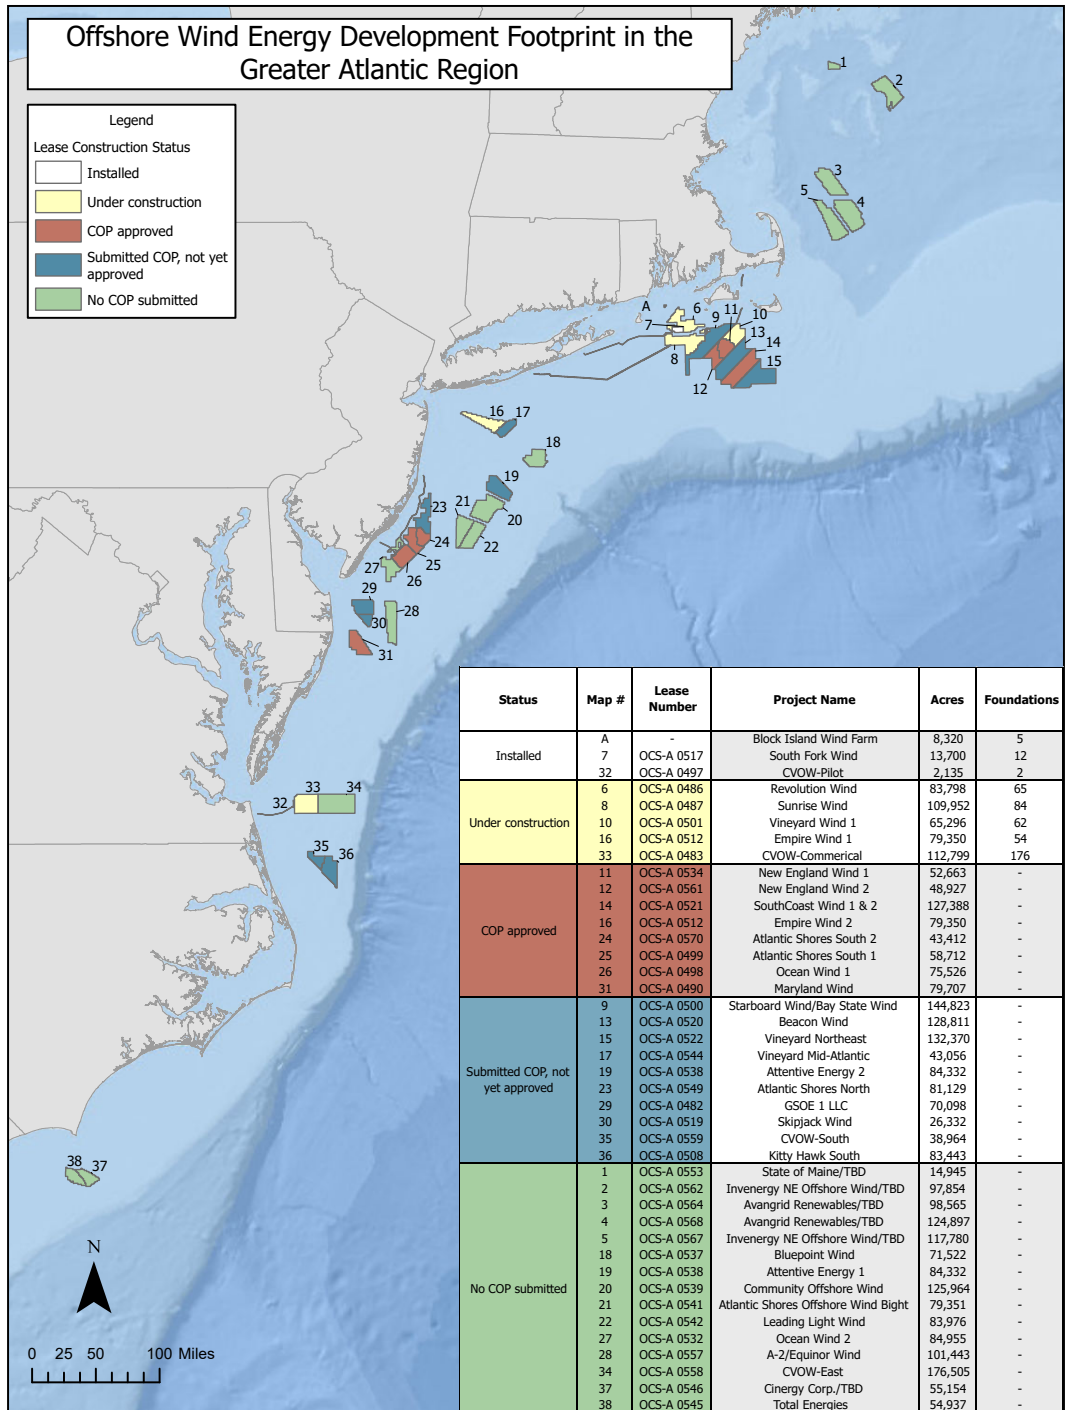 Offshore Wind Energy Development Footprint in the
Greater Atlantic Region
Legend
Lease Construction Status
Installed
Under construction
COP approved
Submitted COP, not yet
approved
No COP submitted
1
2
3
5
4
A
6
11
10
7
9
13
8
14
15
12
16
17
18
19
21
23
20
24
22
25
27
26
29
28
30
31
33
34
32
35
36
38
37
N
0 25 50 100 Miles
Status Map # Lease Number Project Name Acres Foundations
Installed
A - Block Island Wind Farm 8,320 5
7 OCS-A 0517 South Fork Wind 13,700 12
32 OCS-A 0497 CVOW-Pilot 2,135 2
Under construction
6 OCS-A 0486 Revolution Wind 83,798 65
8 OCS-A 0487 Sunrise Wind 109,952 84
10 OCS-A 0501 Vineyard Wind 1 65,296 62
16 OCS-A 0512 Empire Wind 1 79,350 54
33 OCS-A 0483 CVOW-Commerical 112,799 176
COP approved
11 OCS-A 0534 New England Wind 1 52,663 -
12 OCS-A 0561 New England Wind 2 48,927 -
14 OCS-A 0521 SouthCoast Wind 1 & 2 127,388 -
16 OCS-A 0512 Empire Wind 2 79,350 -
24 OCS-A 0570 Atlantic Shores South 2 43,412 -
25 OCS-A 0499 Atlantic Shores South 1 58,712 -
26 OCS-A 0498 Ocean Wind 1 75,526 -
31 OCS-A 0490 Maryland Wind 79,707 -
Submitted COP, not
yet approved
9 OCS-A 0500 Starboard Wind/Bay State Wind 144,823 -
13 OCS-A 0520 Beacon Wind 128,811 -
15 OCS-A 0522 Vineyard Northeast 132,370 -
17 OCS-A 0544 Vineyard Mid-Atlantic 43,056 -
19 OCS-A 0538 Attentive Energy 2 84,332 -
23 OCS-A 0549 Atlantic Shores North 81,129 -
29 OCS-A 0482 GSOE 1 LLC 70,098 -
30 OCS-A 0519 Skipjack Wind 26,332 -
35 OCS-A 0559 CVOW-South 38,964 -
36 OCS-A 0508 Kitty Hawk South 83,443 -
No COP submitted
1 OCS-A 0553 State of Maine/TBD 14,945 -
2 OCS-A 0562 Invenergy NE Offshore Wind/TBD 97,854 -
3 OCS-A 0564 Avangrid Renewables/TBD 98,565 -
4 OCS-A 0568 Avangrid Renewables/TBD 124,897 -
5 OCS-A 0567 Invenergy NE Offshore Wind/TBD 117,780 -
18 OCS-A 0537 Bluepoint Wind 71,522 -
19 OCS-A 0538 Attentive Energy 1 84,332 -
20 OCS-A 0539 Community Offshore Wind 125,964 -
21 OCS-A 0541 Atlantic Shores Offshore Wind Bight 79,351 -
22 OCS-A 0542 Leading Light Wind 83,976 -
27 OCS-A 0532 Ocean Wind 2 84,955 -
28 OCS-A 0557 A-2/Equinor Wind 101,443 -
34 OCS-A 0558 CVOW-East 176,505 -
37 OCS-A 0546 Cinergy Corp./TBD 55,154 -
38 OCS-A 0545 Total Energies 54,937 -